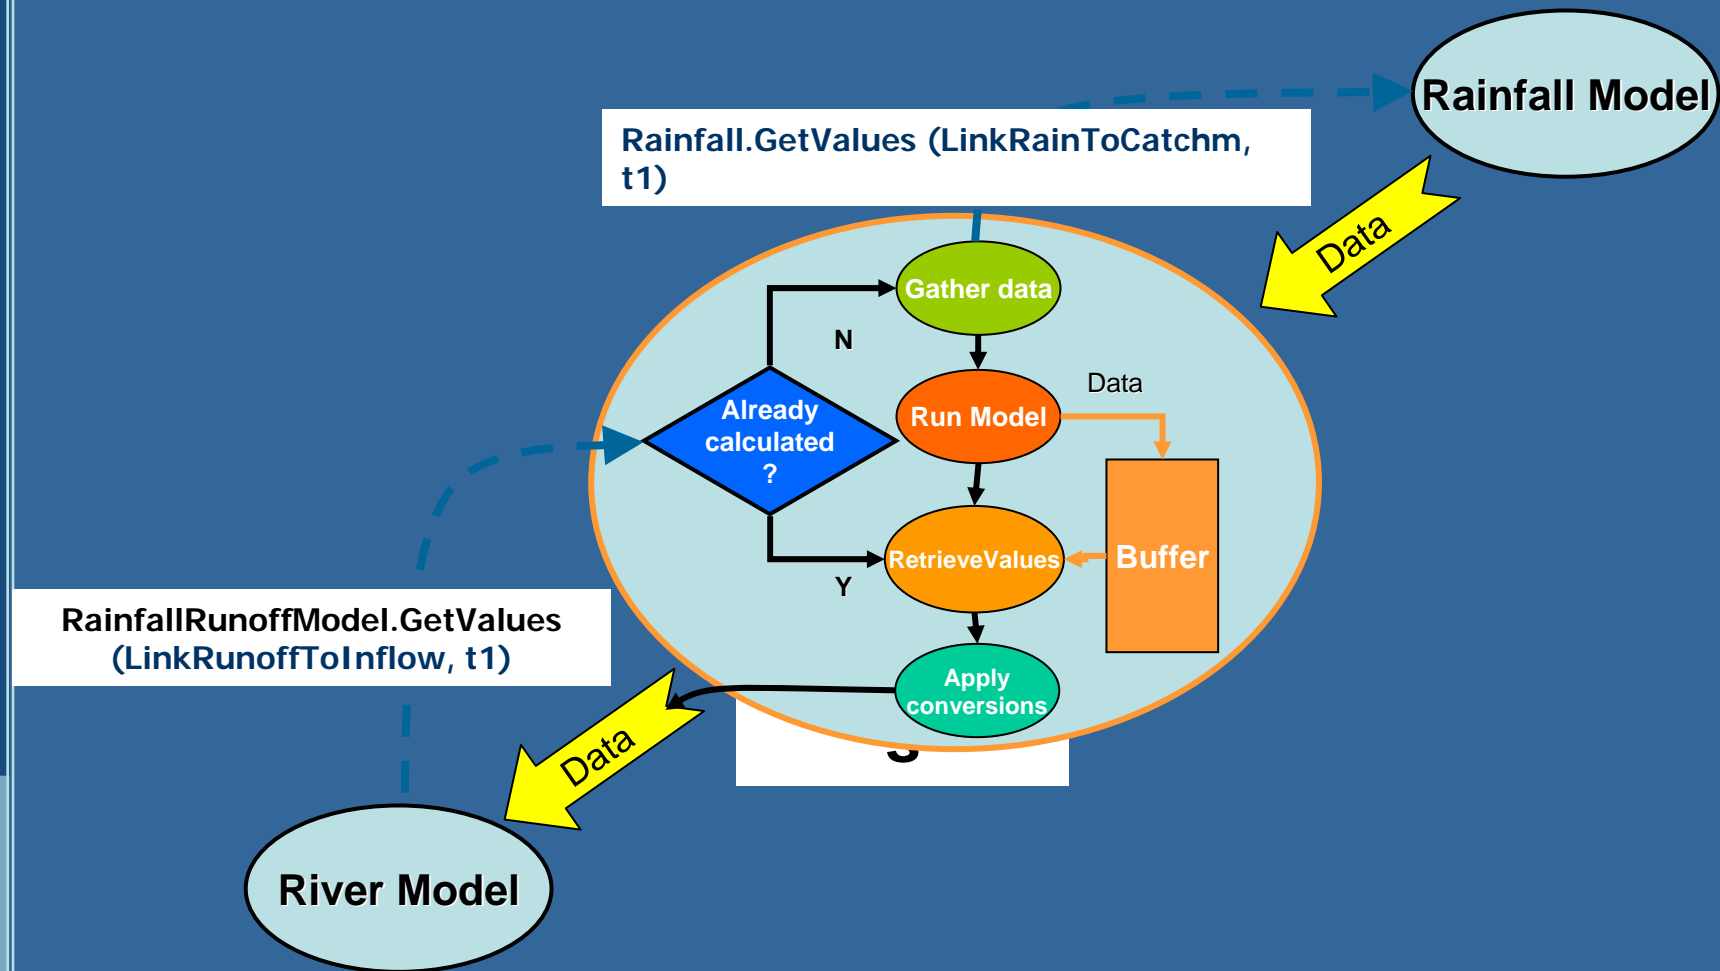 Rainfall Model
Rainfall.GetValues (LinkRainToCatchm,
t1)
Data
Gather data
N
Already
calculated
?
Run Model
Data
RetrieveValues
Buffer
Y
RainfallRunoffModel.GetValues
(LinkRunoffToInflow, t1)
Apply
conversions
Data
River Model